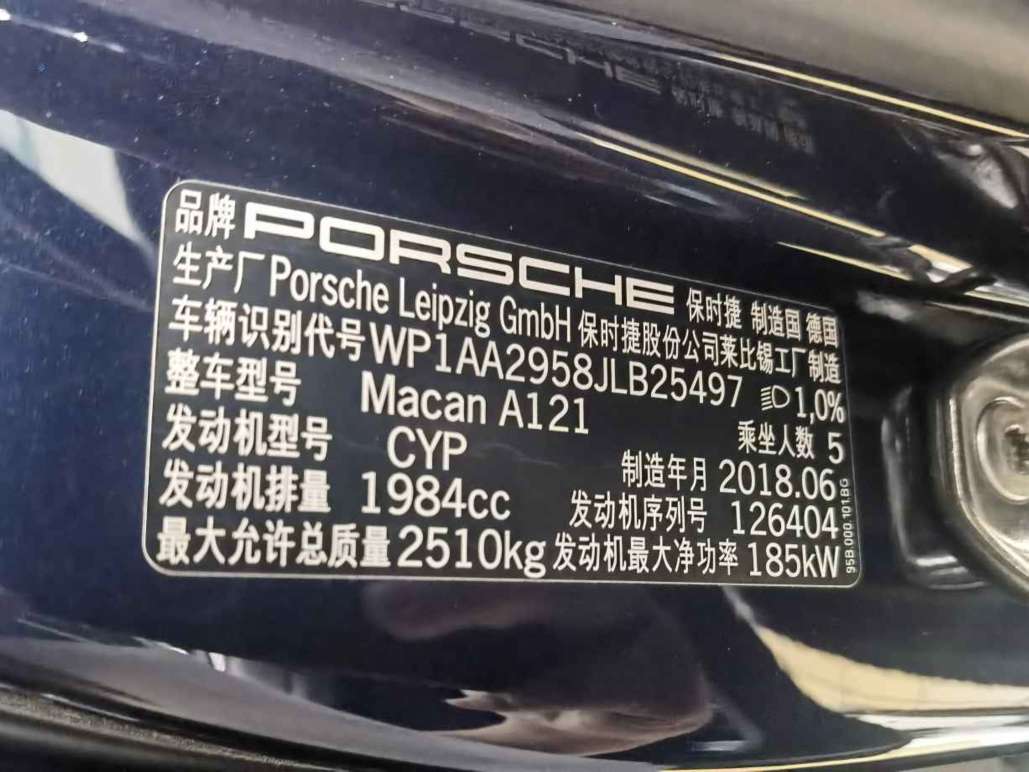 品牌 PORSCHE 保时捷 制造国 德国
生产厂 Porsche Leipzig GmbH 保时捷股份公司莱比锡工厂制造
车辆识别代号 WP1AA2958JLB25497 1,0%
整车型号 Macan A121 乘坐人数 5
发动机型号 CYP 制造年月 2018.06
发动机排量 1984cc 发动机序列号 126404
最大允许总质量 2510kg 发动机最大净功率 185kW
95B.000.101.BG